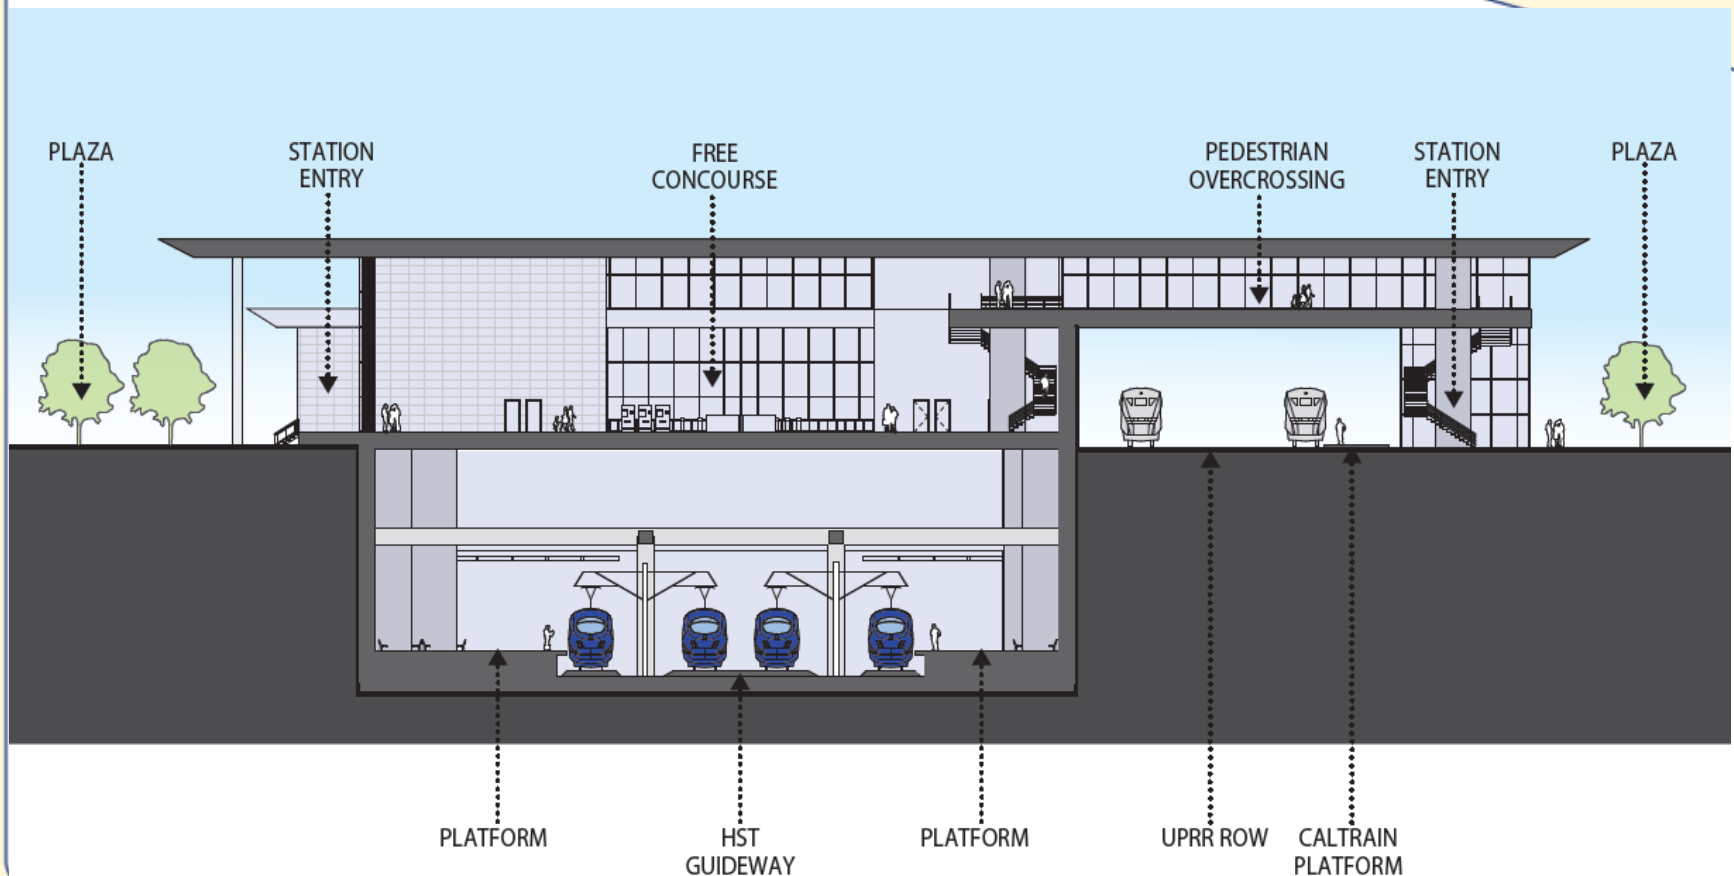 PLAZA
STATION
ENTRY
FREE
CONCOURSE
PEDESTRIAN
OVERCROSSING
STATION
ENTRY
PLAZA
PLATFORM
HST
GUIDEWAY
PLATFORM
UPRR ROW
CALTRAIN
PLATFORM